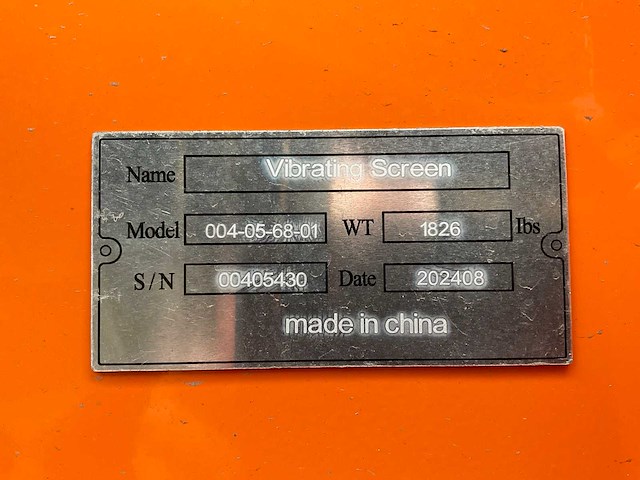 Name Vibrating Screen
Model 004-05-68-01 WT 1826 lbs
S/N 00405430 Date 202408
made in china